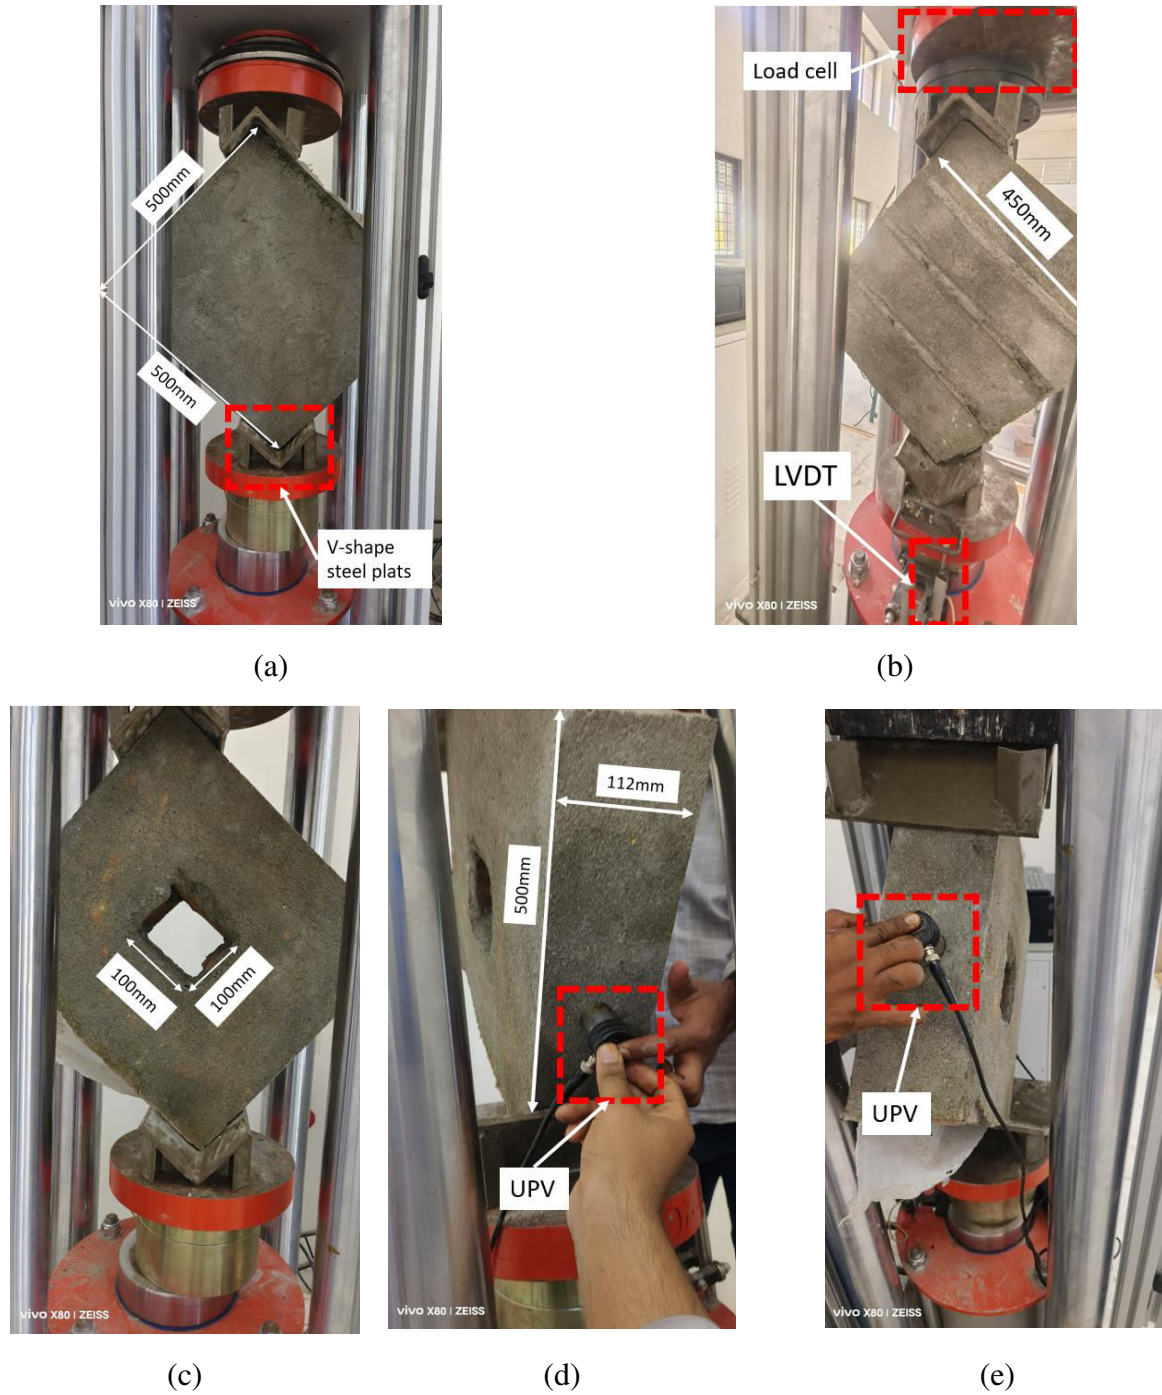 500mm
500mm
V-shape
steel plats
vivo X80 | ZEISS
(a)
Load cell
450mm
LVDT
vivo X80 | ZEISS
(b)
100mm
100mm
vivo X80 | ZEISS
(c)
112mm
500mm
UPV
vivo X80 | ZEISS
(d)
UPV
vivo X80 | ZEISS
(e)